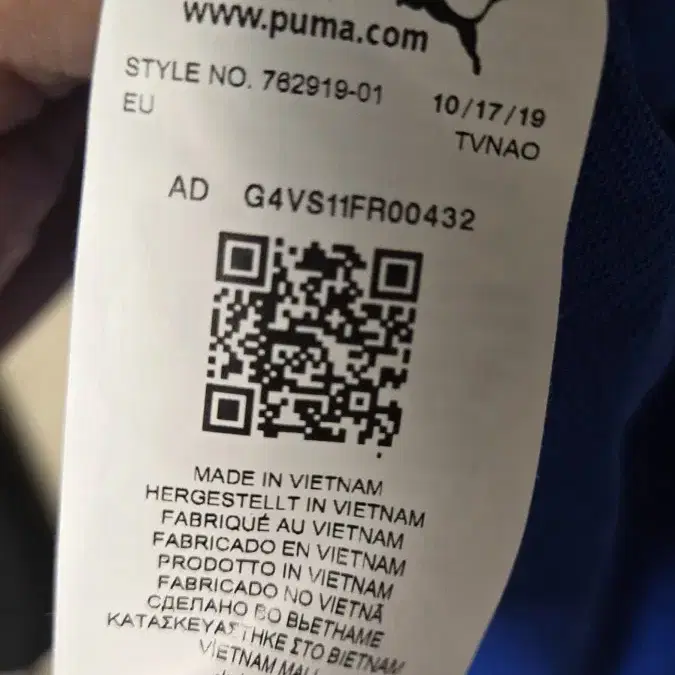 www.puma.com
STYLE NO. 762919-01 10/17/19
EU TVNAO
AD G4VS11FR00432
MADE IN VIETNAM
HERGESTELLT IN VIETNAM
FABRIQUÉ AU VIETNAM
FABRICADO EN VIETNAM
PRODOTTO IN VIETNAM
FABRICADO NO VIETNÃ
СДЕЛАНО ВО ВЬЕТНАМЕ
ΚΑΤΑΣΚΕΥΑΣΤΗΚΕ ΣΤΟ ΒΙΕΤΝΑΜ
VIETNAM